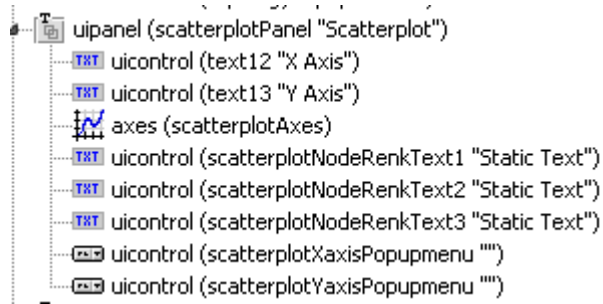 uipanel (scatterplotPanel "Scatterplot")
TXT uicontrol (text12 "X Axis")
TXT uicontrol (text13 "Y Axis")
axes (scatterplotAxes)
TXT uicontrol (scatterplotNodeRenkText1 "Static Text")
TXT uicontrol (scatterplotNodeRenkText2 "Static Text")
TXT uicontrol (scatterplotNodeRenkText3 "Static Text")
uicontrol (scatterplotXaxisPopupmenu "")
uicontrol (scatterplotYaxisPopupmenu "")